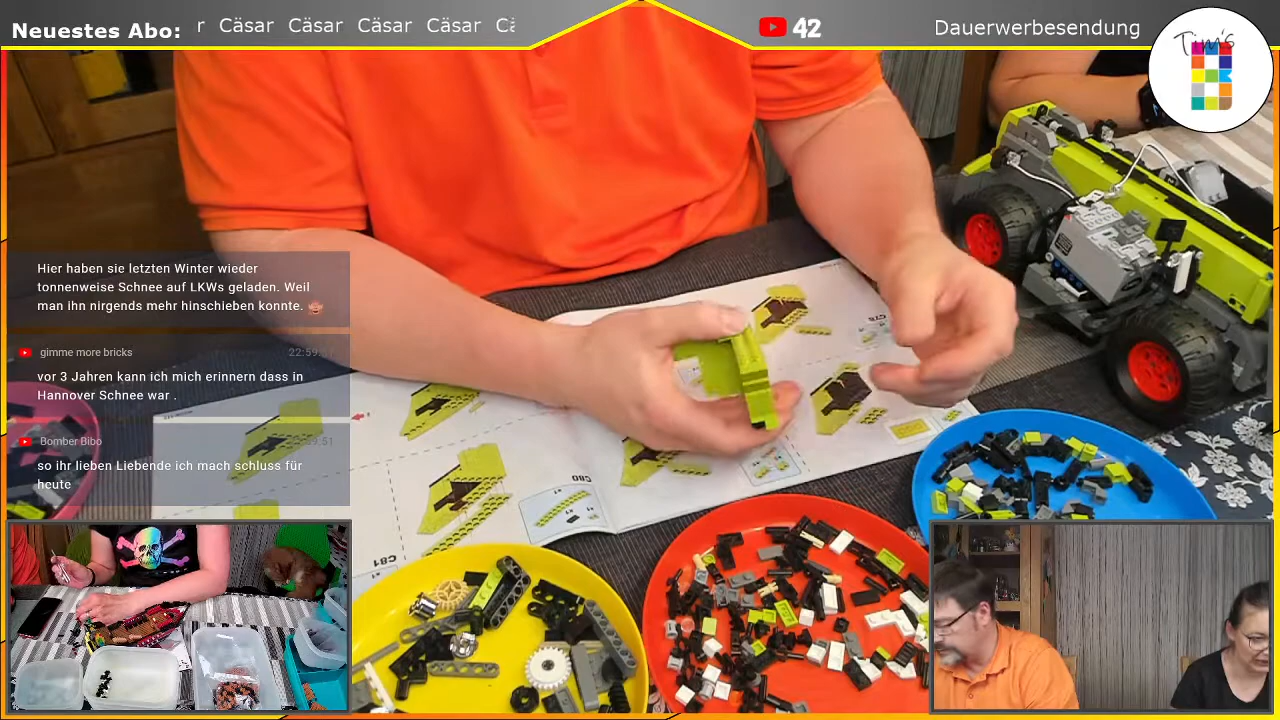 Neuestes Abo:
r Cäsar Cäsar Cäsar Cäsar
42
Dauerwerbesendung
Tim's
Hier haben sie letzten Winter wieder
tonnenweise Schnee auf LKWs geladen. Weil
man ihn nirgends mehr hinschieben konnte.
gimme more bricks
vor 3 Jahren kann ich mich erinnern dass in
Hannover Schnee war .
Bomber Bibo
so ihr lieben Liebende ich mach schluss für
heute
C78
C80
C81